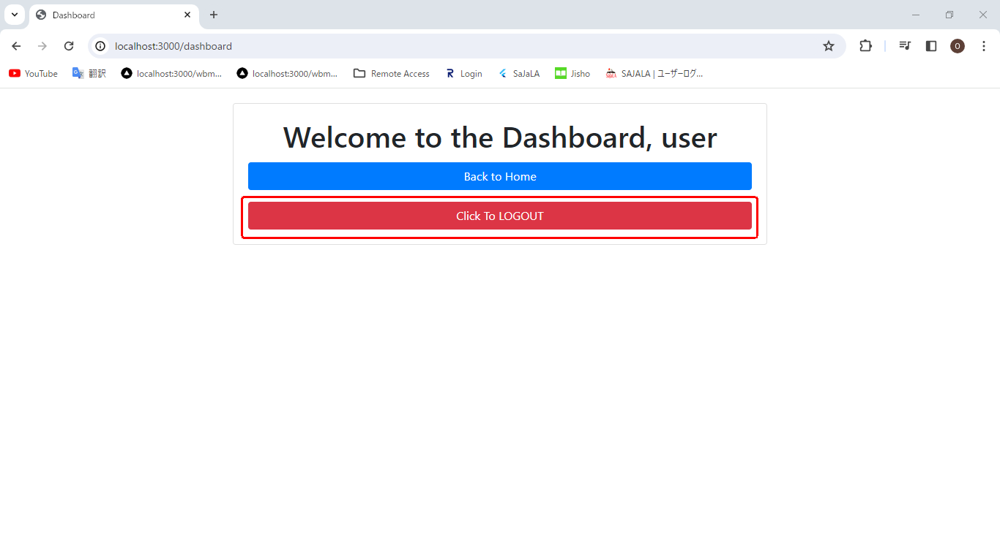 Dashboard
localhost:3000/dashboard
O
YouTube
翻訳
localhost:3000/wbm...
localhost:3000/wbm...
Remote Access
Login
SaJaLA
Jisho
SAJALA | ユーザーログ...
Welcome to the Dashboard, user
Back to Home
Click To LOGOUT